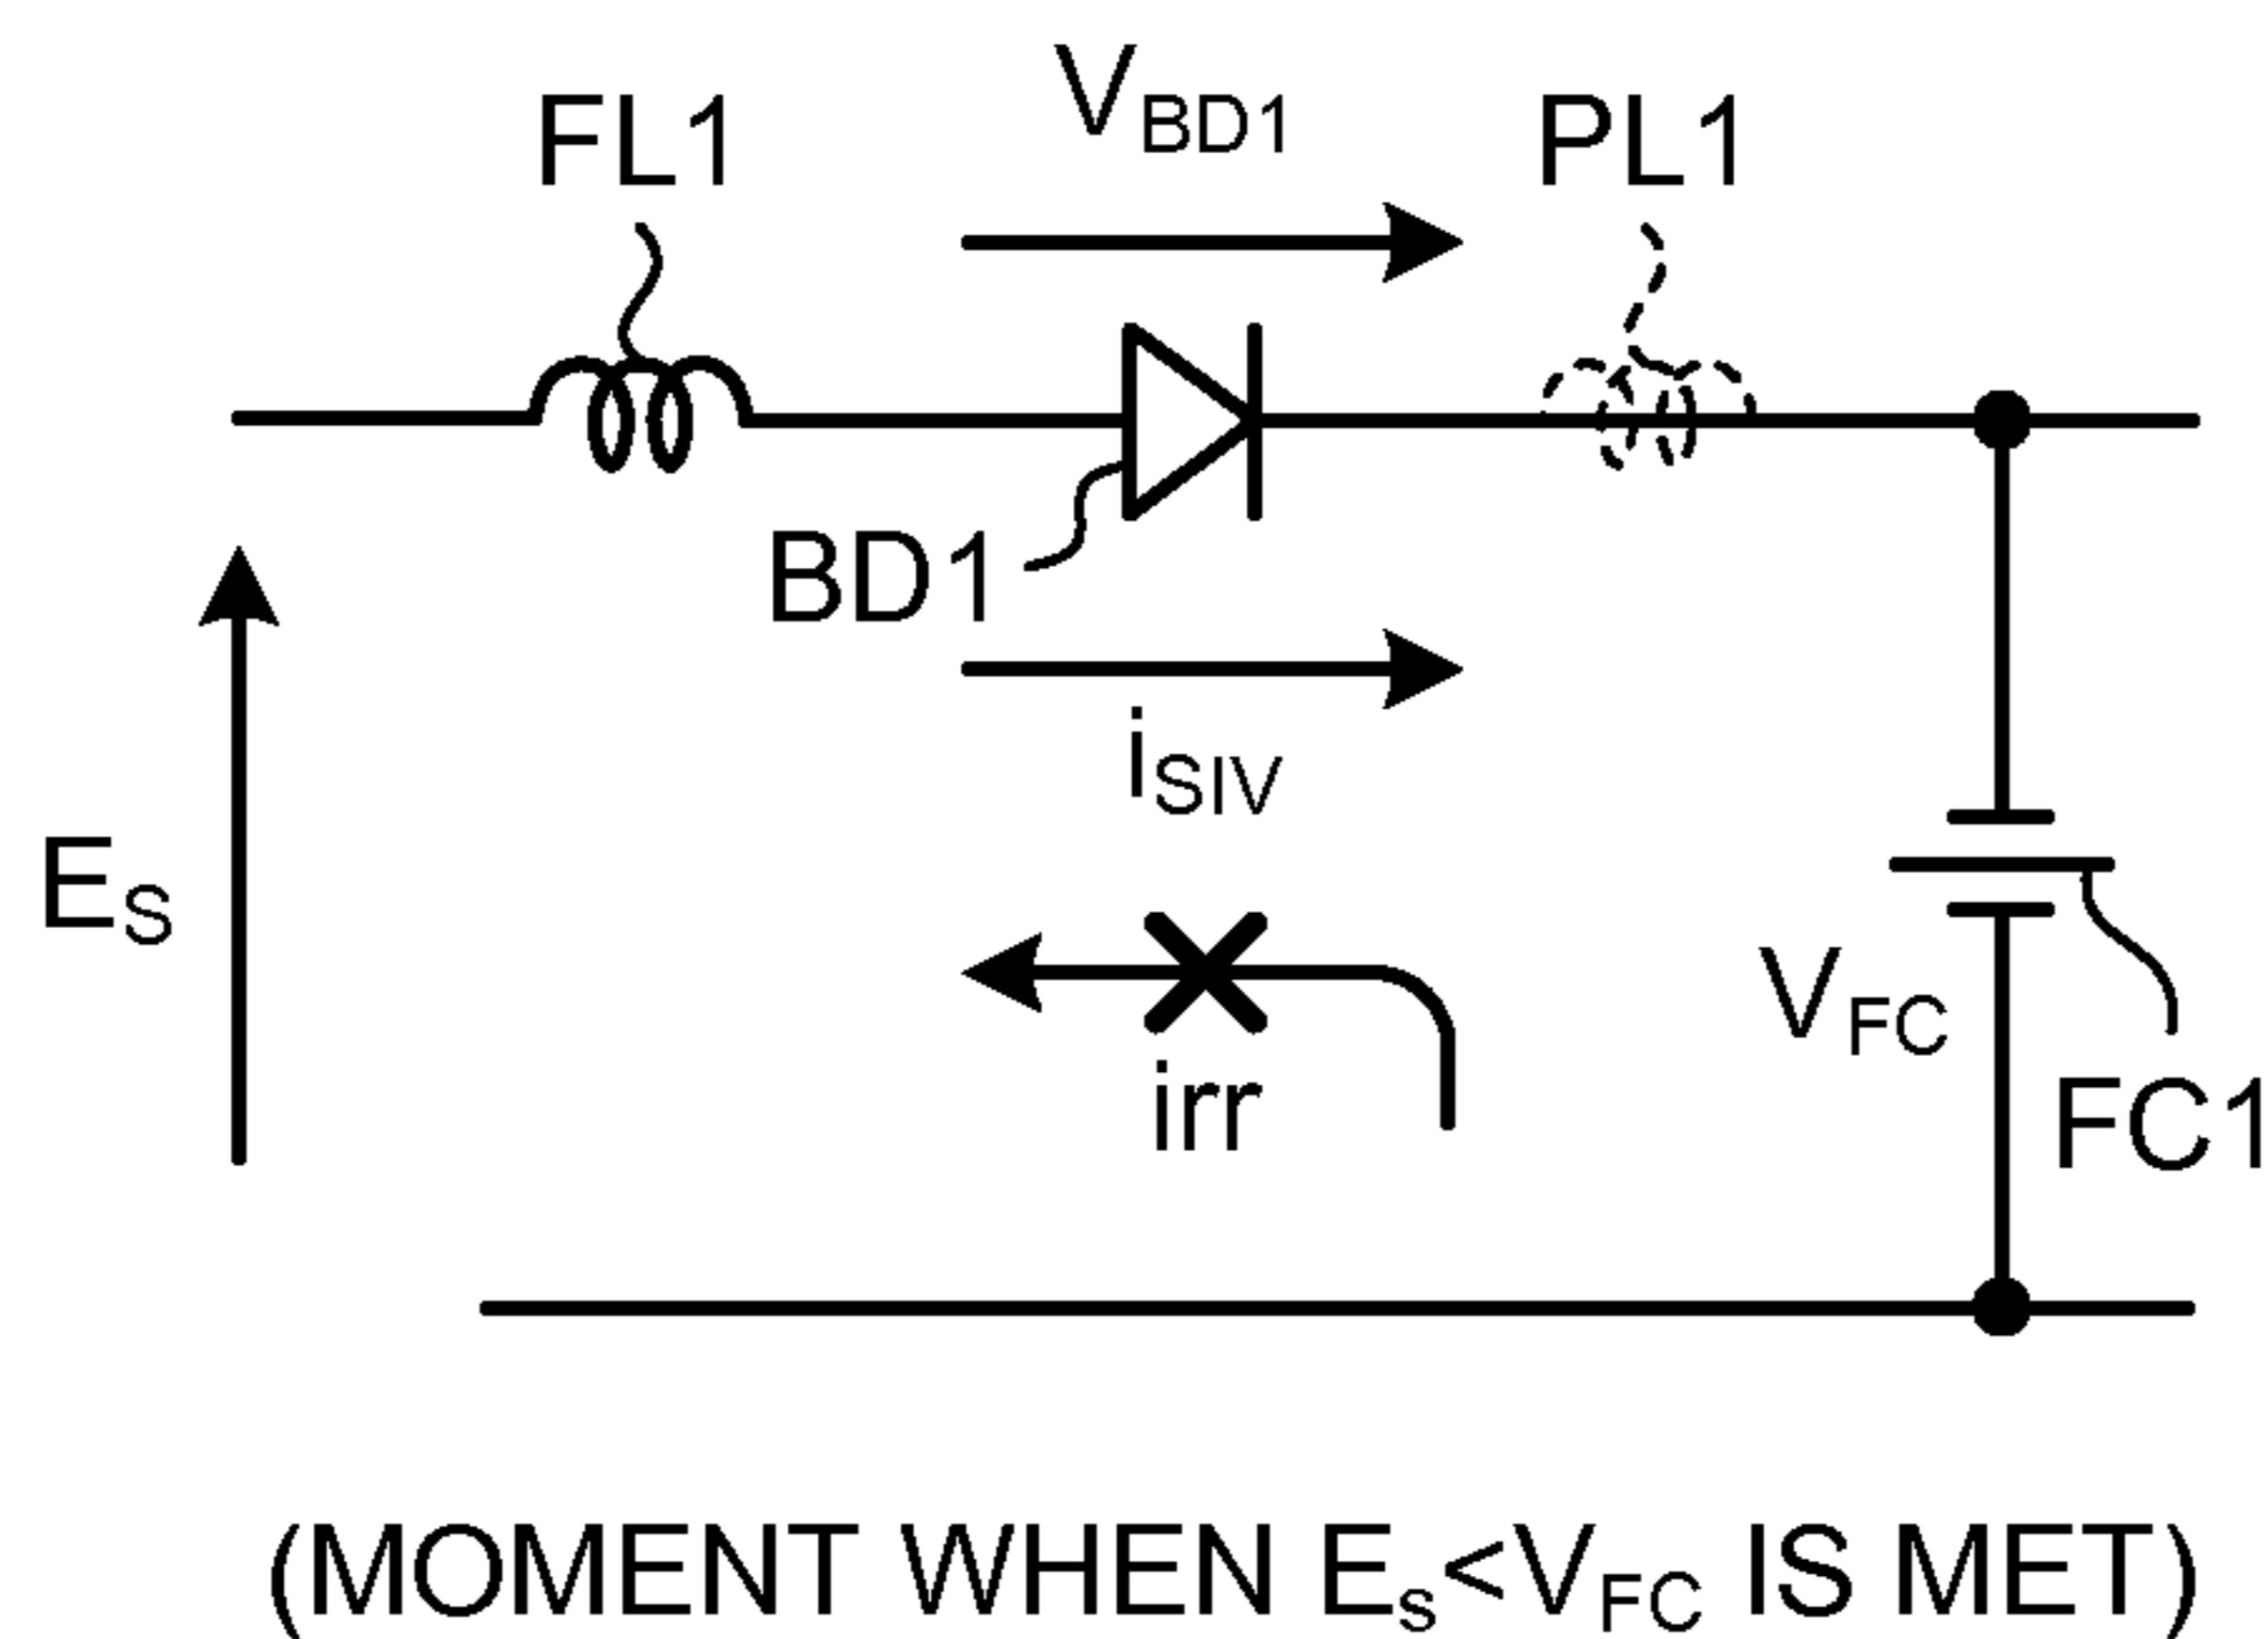 V_BD1
FL1
PL1
BD1
i_SIV
E_S
V_FC
irr
FC1
(MOMENT WHEN E_s<V_FC IS MET)